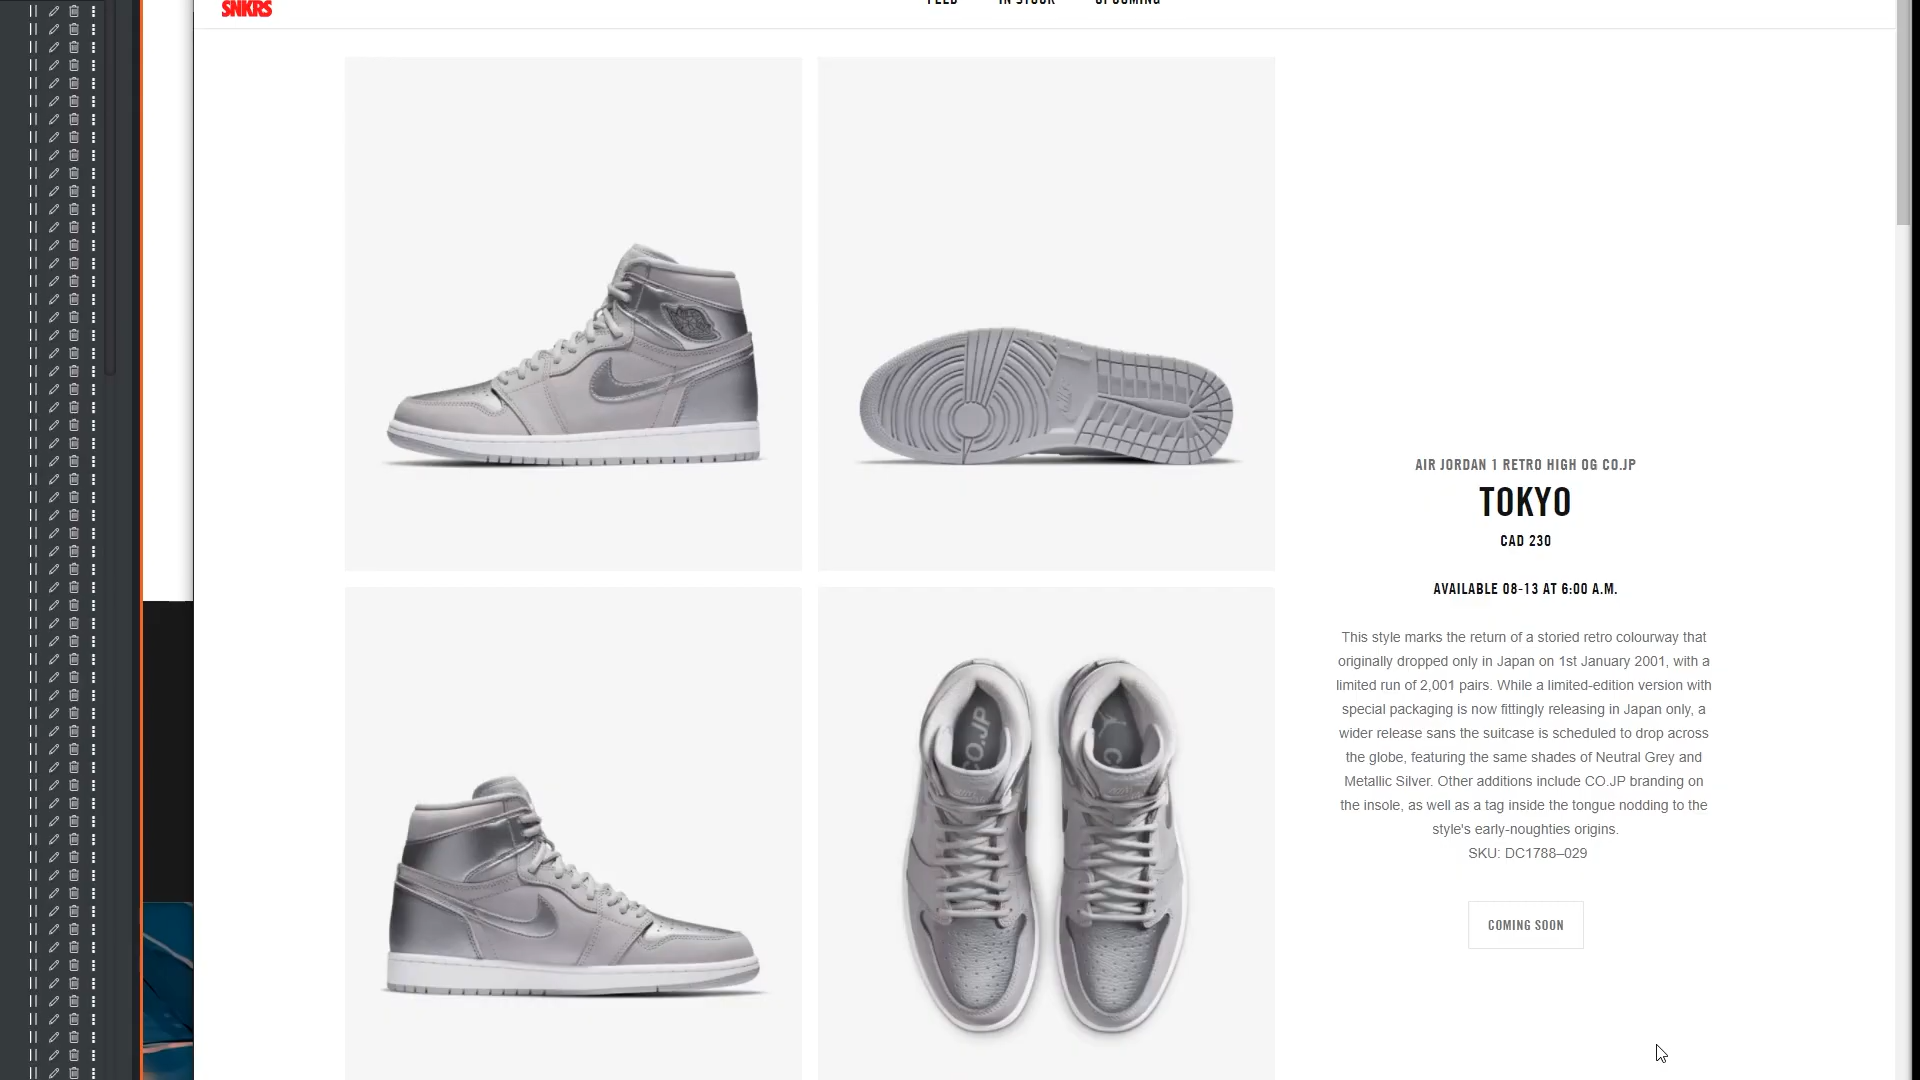 SNKRS
FEED
IN STOCK
UPCOMING
CO.JP
AIR JORDAN 1 RETRO HIGH OG CO.JP
TOKYO
CAD 230
AVAILABLE 08-13 AT 6:00 A.M.
This style marks the return of a storied retro colourway that
originally dropped only in Japan on 1st January 2001, with a
limited run of 2,001 pairs. While a limited-edition version with
special packaging is now fittingly releasing in Japan only, a
wider release sans the suitcase is scheduled to drop across
the globe, featuring the same shades of Neutral Grey and
Metallic Silver. Other additions include CO.JP branding on
the insole, as well as a tag inside the tongue nodding to the
style's early-noughties origins.
SKU: DC1788–029
COMING SOON